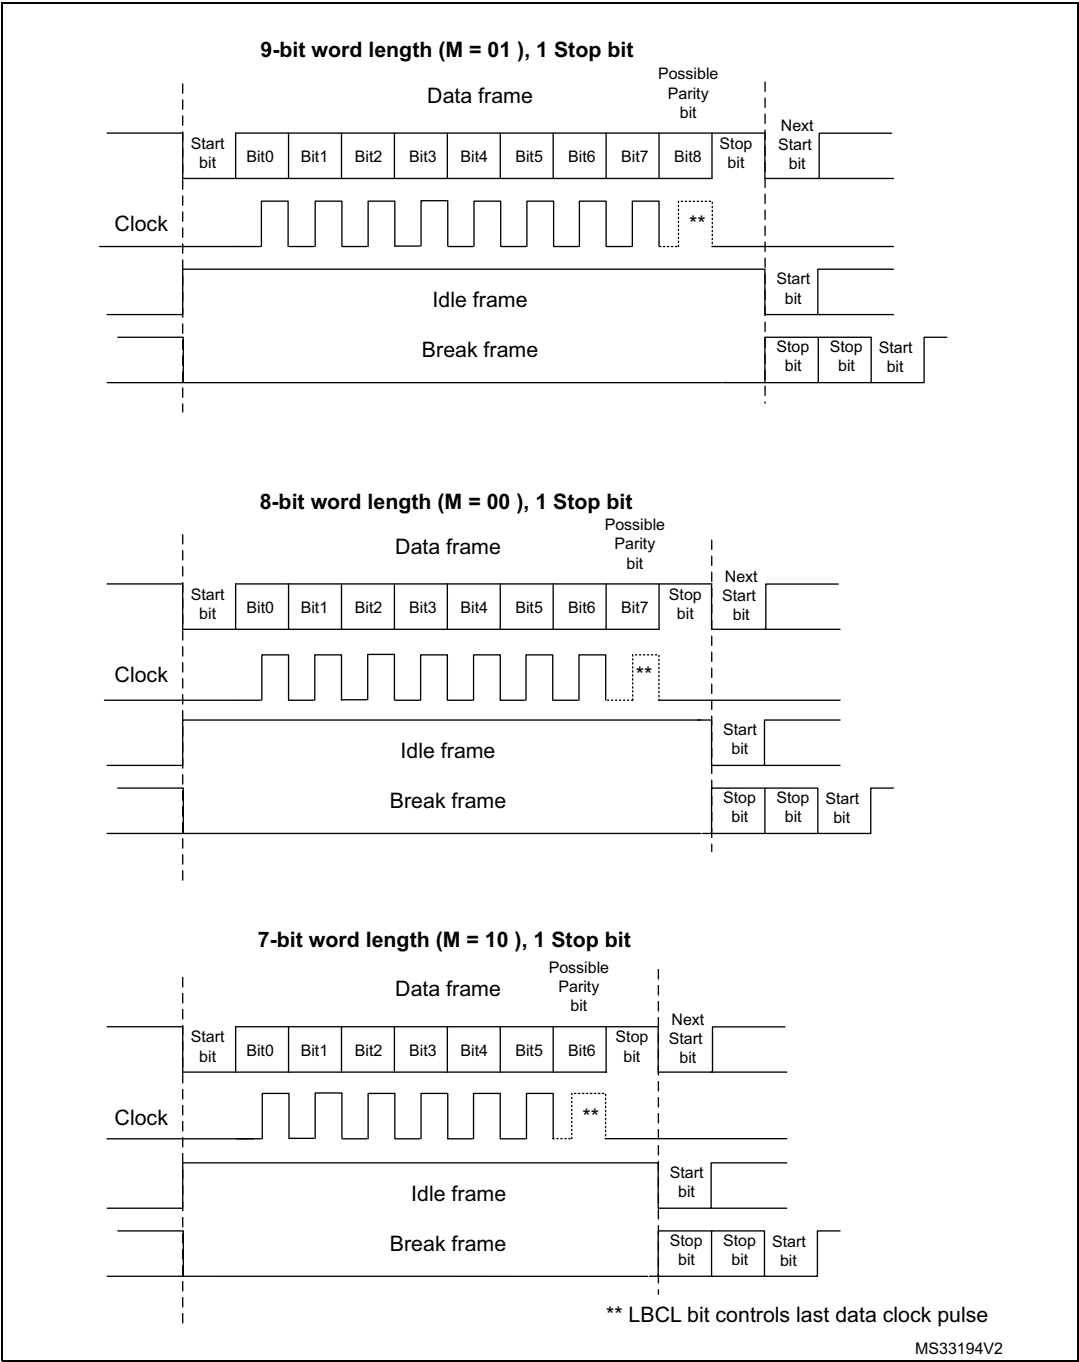 9-bit word length (M = 01 ), 1 Stop bit
Data frame
Possible
Parity
bit
Start
bit
Bit0
Bit1
Bit2
Bit3
Bit4
Bit5
Bit6
Bit7
Bit8
Stop
bit
Next
Start
bit
Clock
**
Idle frame
Start
bit
Break frame
Stop
bit
Stop
bit
Start
bit
8-bit word length (M = 00 ), 1 Stop bit
Data frame
Possible
Parity
bit
Start
bit
Bit0
Bit1
Bit2
Bit3
Bit4
Bit5
Bit6
Bit7
Stop
bit
Next
Start
bit
Clock
**
Idle frame
Start
bit
Break frame
Stop
bit
Stop
bit
Start
bit
7-bit word length (M = 10 ), 1 Stop bit
Data frame
Possible
Parity
bit
Start
bit
Bit0
Bit1
Bit2
Bit3
Bit4
Bit5
Bit6
Stop
bit
Next
Start
bit
Clock
**
Idle frame
Start
bit
Break frame
Stop
bit
Stop
bit
Start
bit
** LBCL bit controls last data clock pulse
MS33194V2